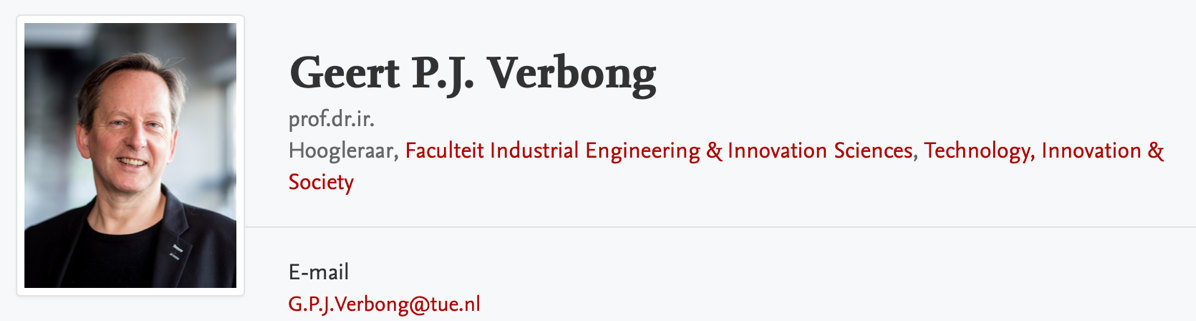 Geert P.J. Verbong
prof.dr.ir.
Hoogleraar, Faculteit Industrial Engineering & Innovation Sciences, Technology, Innovation &
Society
E-mail
G.P.J.Verbong@tue.nl